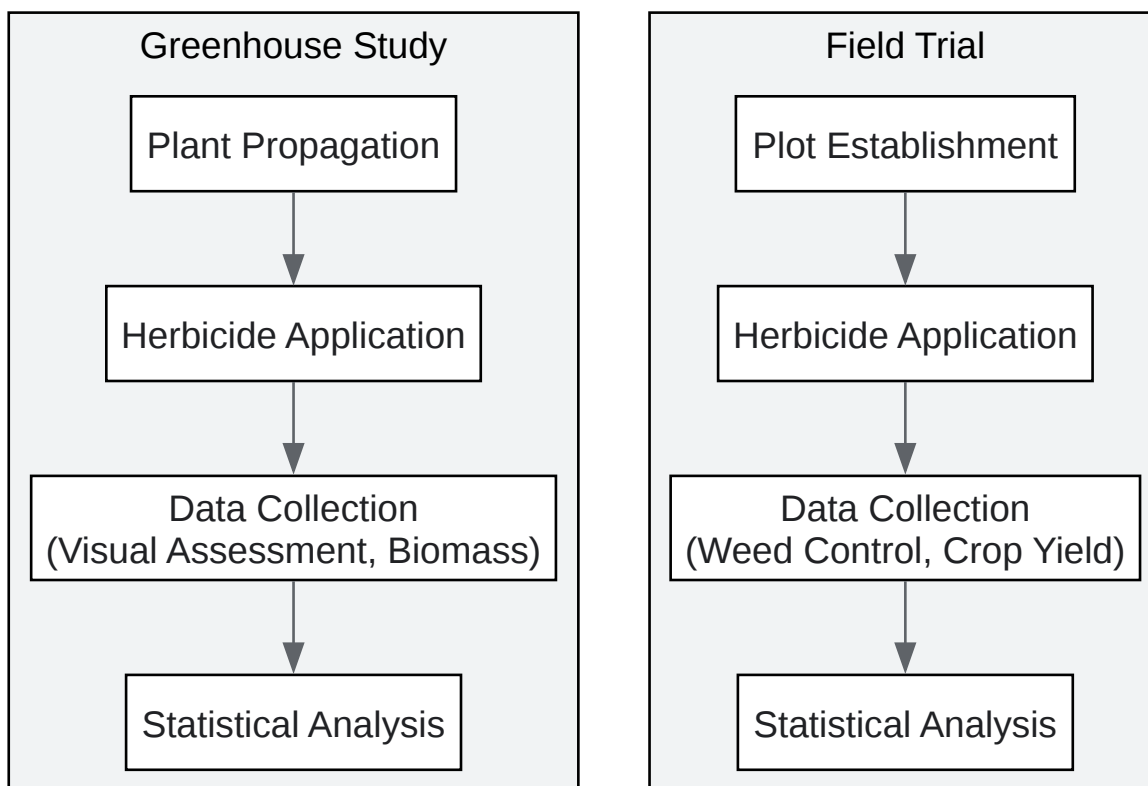 Greenhouse Study
Plant Propagation
Herbicide Application
Data Collection
(Visual Assessment, Biomass)
Statistical Analysis
Field Trial
Plot Establishment
Herbicide Application
Data Collection
(Weed Control, Crop Yield)
Statistical Analysis